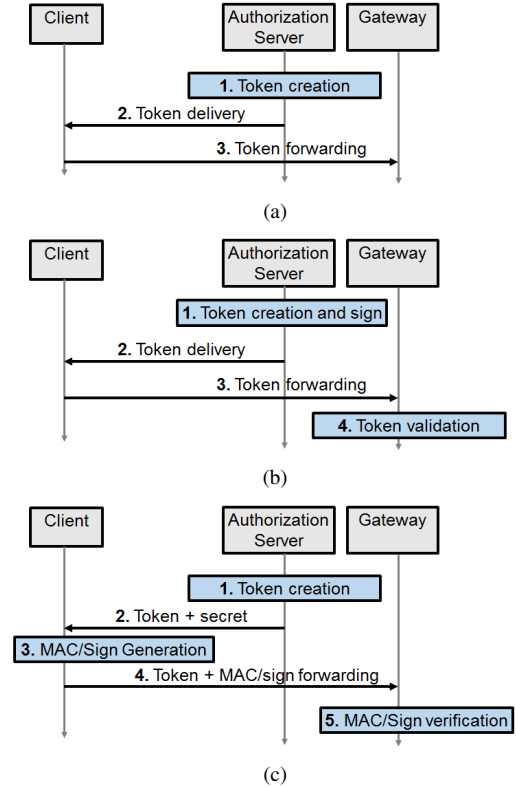 Client
Authorization
Server
Gateway
1. Token creation
2. Token delivery
3. Token forwarding
(a)
Client
Authorization
Server
Gateway
1. Token creation and sign
2. Token delivery
3. Token forwarding
4. Token validation
(b)
Client
Authorization
Server
Gateway
1. Token creation
2. Token + secret
3. MAC/Sign Generation
4. Token + MAC/sign forwarding
5. MAC/Sign verification
(c)